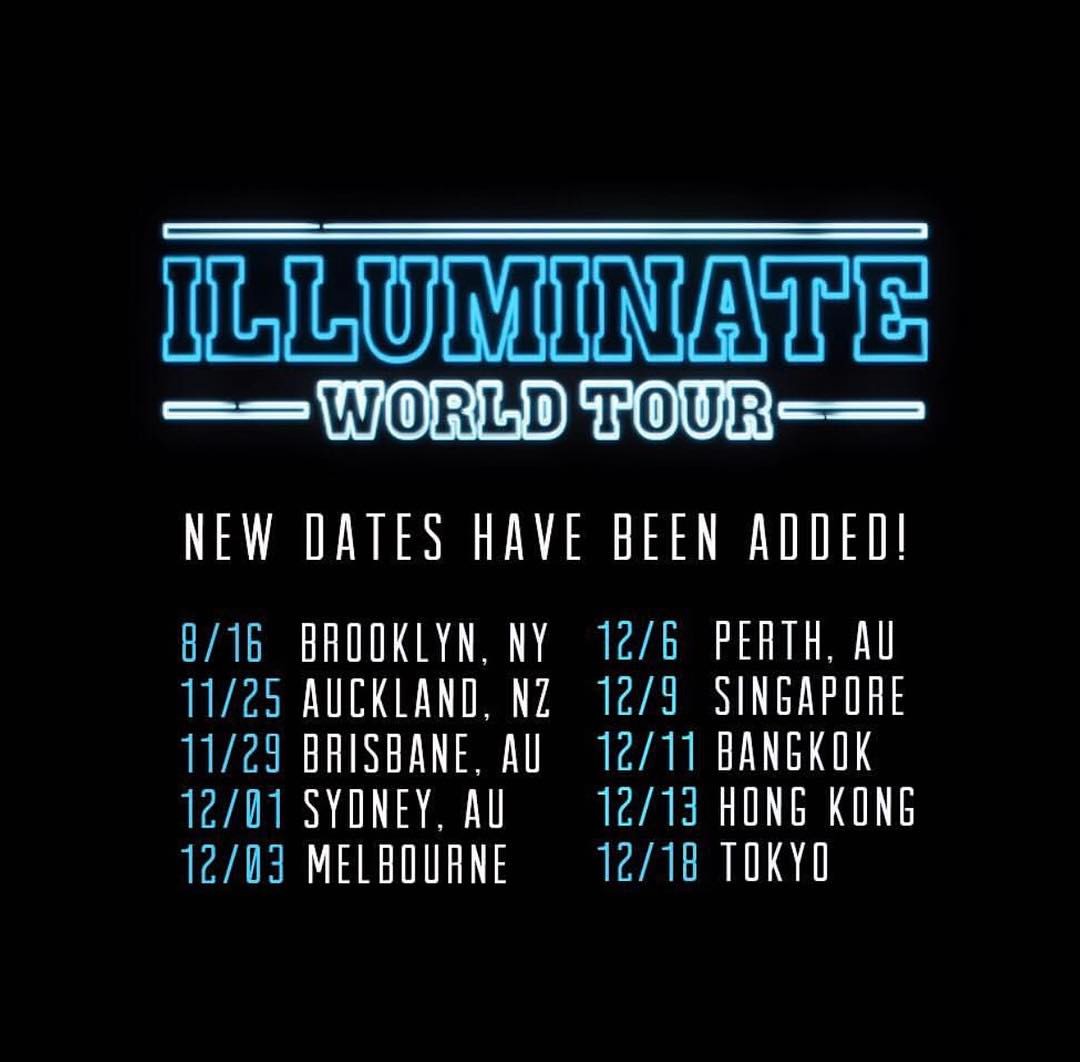 ILLUMINATE
WORLD TOUR
NEW DATES HAVE BEEN ADDED!
8/16 BROOKLYN, NY
11/25 AUCKLAND, NZ
11/29 BRISBANE, AU
12/01 SYDNEY, AU
12/03 MELBOURNE
12/6 PERTH, AU
12/9 SINGAPORE
12/11 BANGKOK
12/13 HONG KONG
12/18 TOKYO